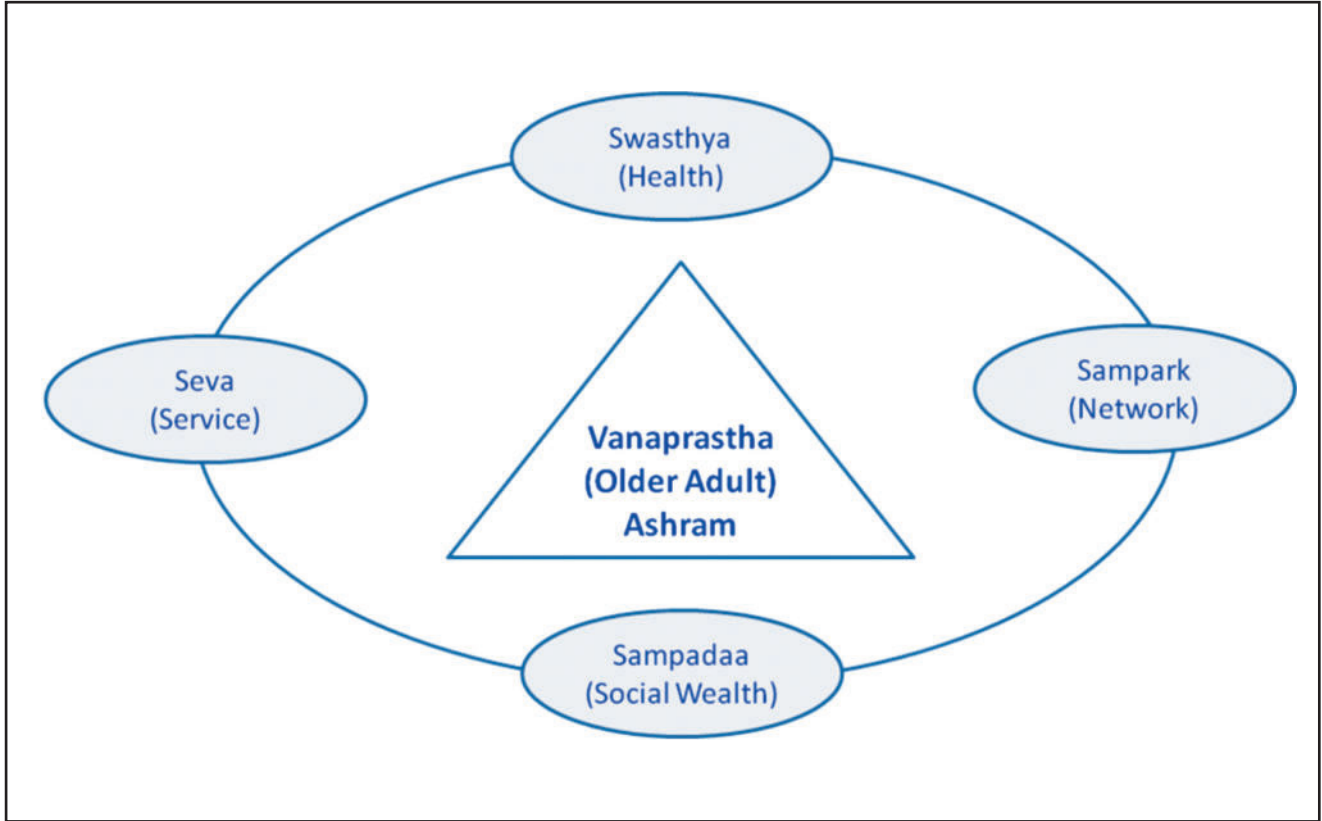 Swasthya
(Health)
Seva
(Service)
Sampark
(Network)
Vanaprastha
(Older Adult)
Ashram
Sampadaa
(Social Wealth)